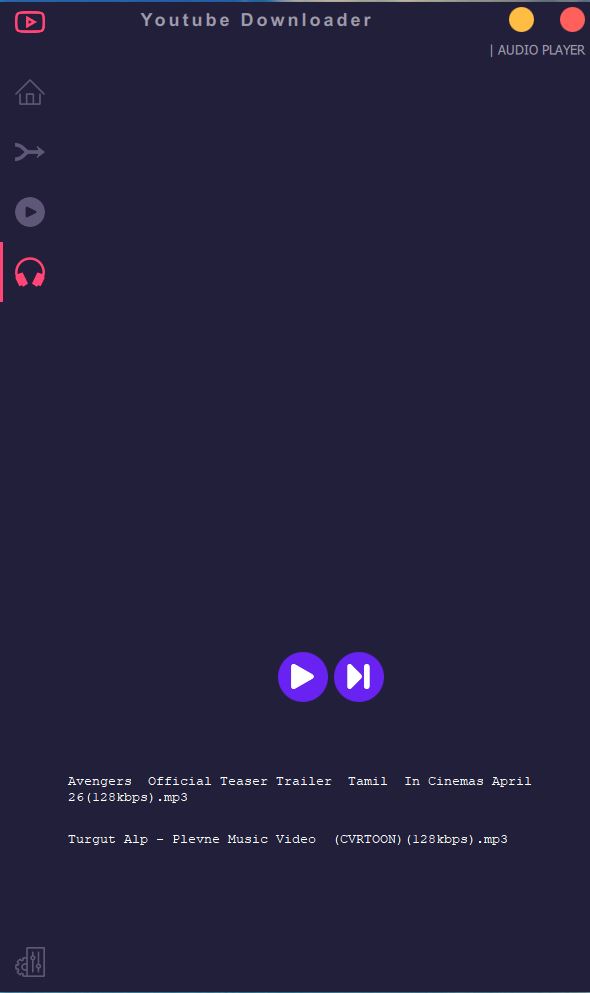 Youtube Downloader
| AUDIO PLAYER
Avengers  Official Teaser Trailer  Tamil  In Cinemas April
26(128kbps).mp3
Turgut Alp - Plevne Music Video  (CVRTOON)(128kbps).mp3